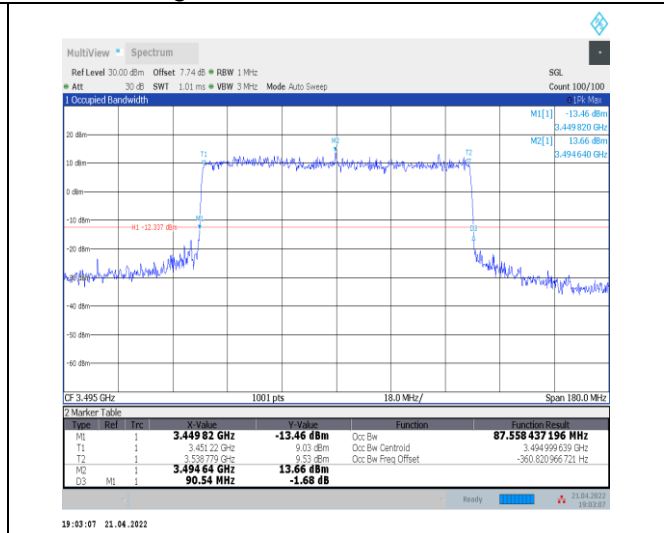 MultiView Spectrum
Ref Level 30.00 dBm Offset 7.74 dB RBW 1 MHz SGL
Att 30 dB SWT 1.01 ms VBW 3 MHz Mode Auto Sweep Count 100/100
1 Occupied Bandwidth 1Pk Max
M1[1] -13.46 dBm
3.449 820 GHz
M2[1] 13.66 dBm
3.494 640 GHz
20 dBm
M2
T1 T2
10 dBm
0 dBm
-10 dBm
M1
H1 -12.337 dBm
D3
-20 dBm
-30 dBm
-40 dBm
-50 dBm
-60 dBm
CF 3.495 GHz 1001 pts 18.0 MHz/ Span 180.0 MHz
2 Marker Table
Type Ref Trc X-Value Y-Value Function Function Result
M1 1 3.449 82 GHz -13.46 dBm Occ Bw 87.558 437 196 MHz
T1 1 3.451 22 GHz 9.03 dBm Occ Bw Centroid 3.494 999 639 GHz
T2 1 3.538 779 GHz 9.53 dBm Occ Bw Freq Offset -360.820 966 721 Hz
M2 1 3.494 64 GHz 13.66 dBm
D3 M1 1 90.54 MHz -1.68 dB
Ready 21.04.2022
19:03:07
19:03:07 21.04.2022